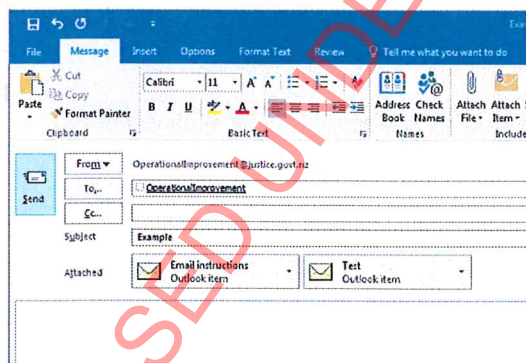 Exa
File Message Insert Options Format Text Review Tell me what you want to do
Cut
Copy
Paste
Format Painter
Clipboard
Calibri 11 A A
B I U A
Basic Text
Address Book
Check Names
Names
Attach File
Attach Item
Include
Send
From OperationalImprovement@justice.govt.nz
To... OperationalImprovement
Cc...
Subject Example
Attached
Email instructions
Outlook item
Test
Outlook item
SED UNDE